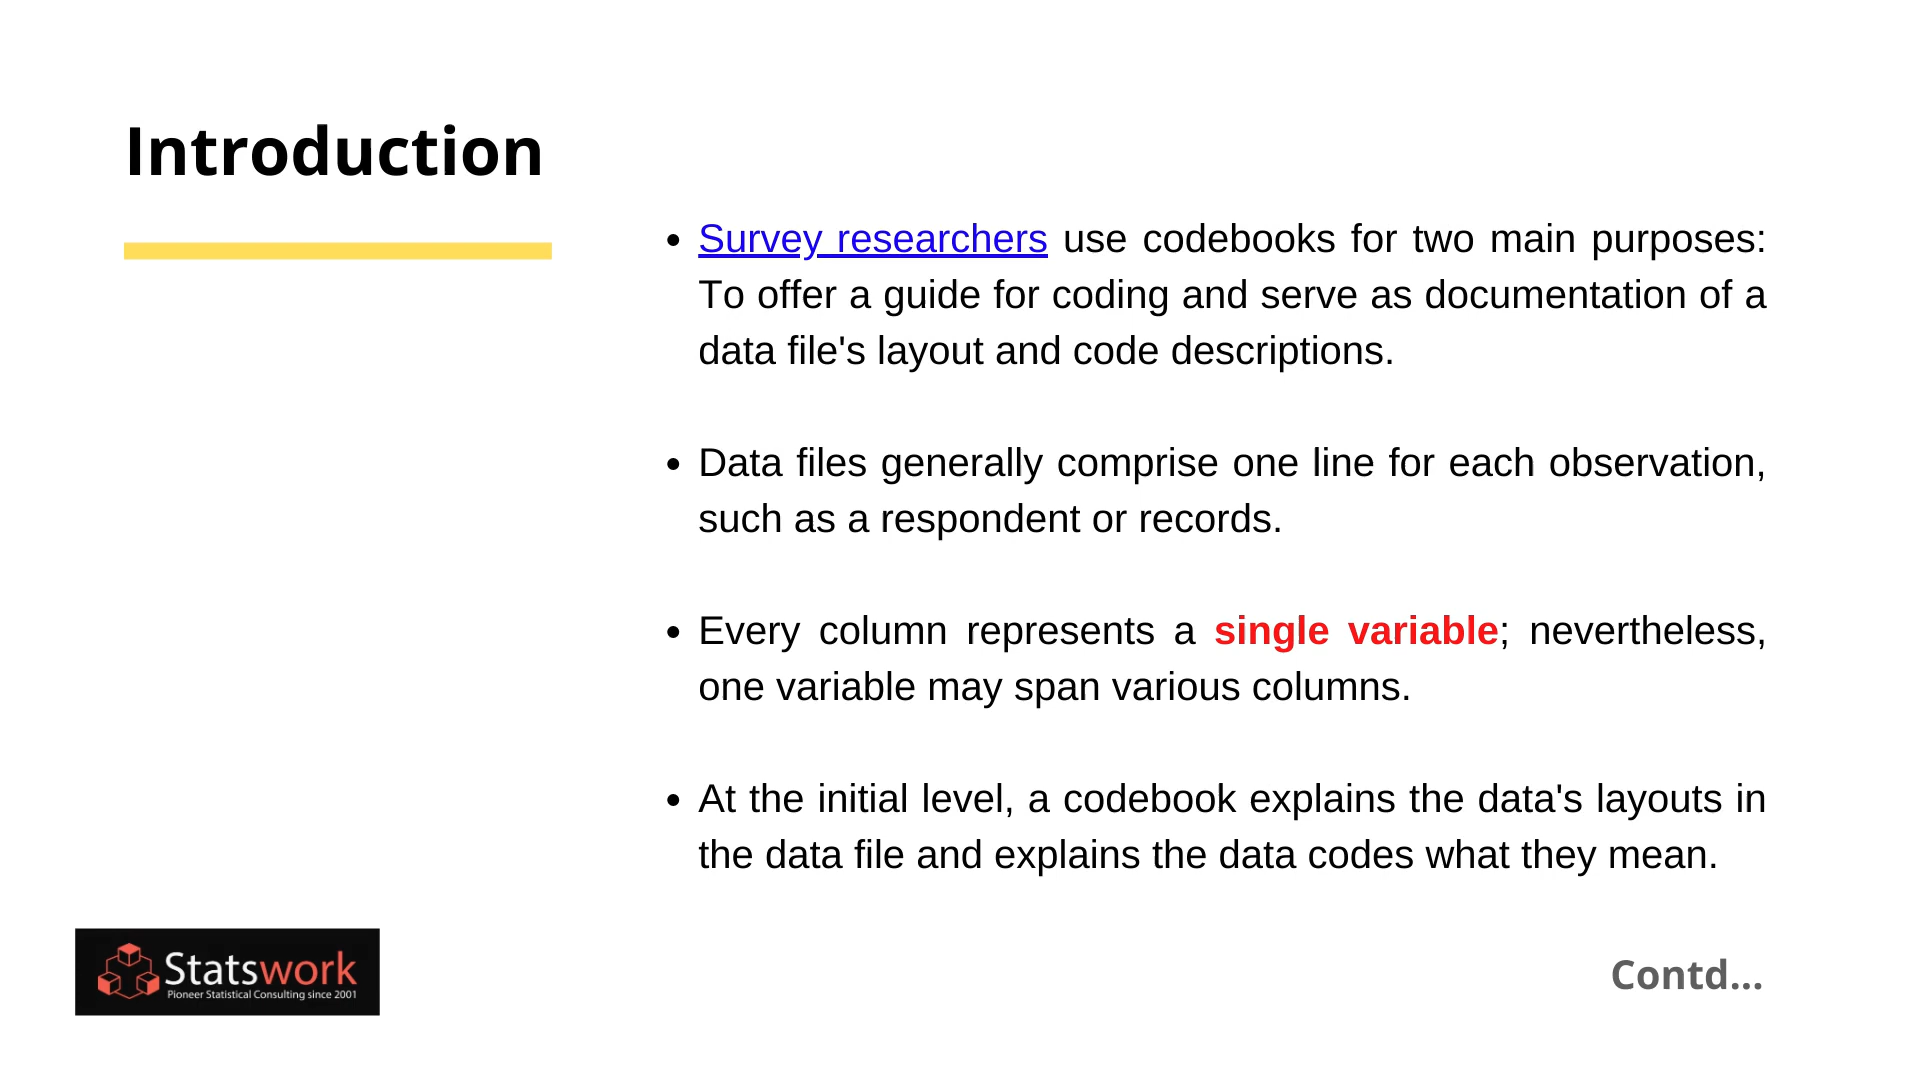 Introduction
• Survey researchers use codebooks for two main purposes:
To offer a guide for coding and serve as documentation of a
data file's layout and code descriptions.
• Data files generally comprise one line for each observation,
such as a respondent or records.
• Every column represents a single variable; nevertheless,
one variable may span various columns.
• At the initial level, a codebook explains the data's layouts in
the data file and explains the data codes what they mean.
Statswork
Pioneer Statistical Consulting since 2001
Contd...